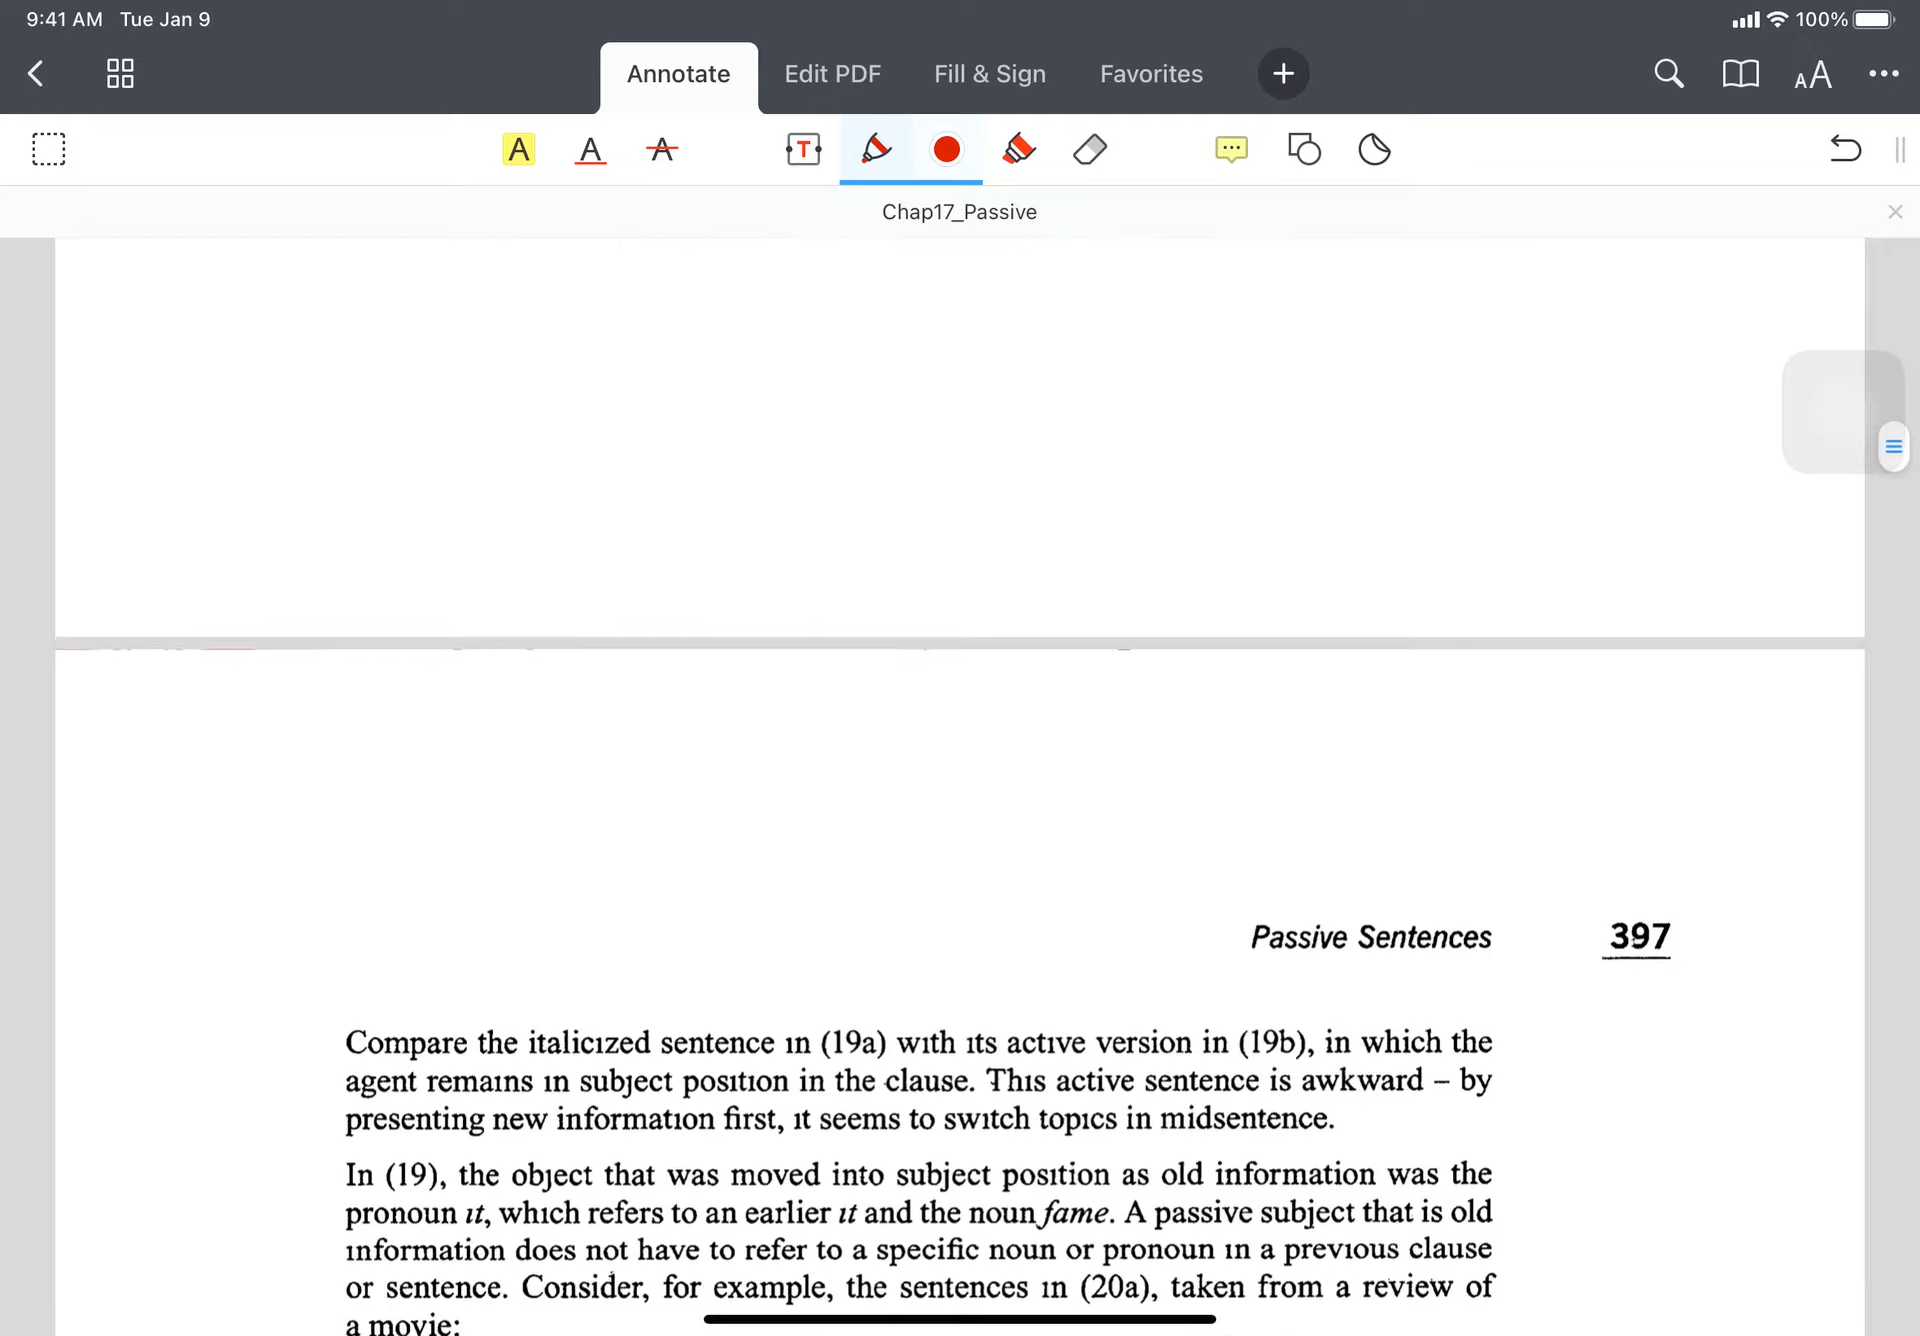 9:41 AM Tue Jan 9
100%
Annotate Edit PDF Fill & Sign Favorites
AA
A A A T
Chap17_Passive
Passive Sentences 397
Compare the italicized sentence in (19a) with its active version in (19b), in which the
agent remains in subject position in the clause. This active sentence is awkward – by
presenting new information first, it seems to switch topics in midsentence.
In (19), the object that was moved into subject position as old information was the
pronoun it, which refers to an earlier it and the noun fame. A passive subject that is old
information does not have to refer to a specific noun or pronoun in a previous clause
or sentence. Consider, for example, the sentences in (20a), taken from a review of
a movie: